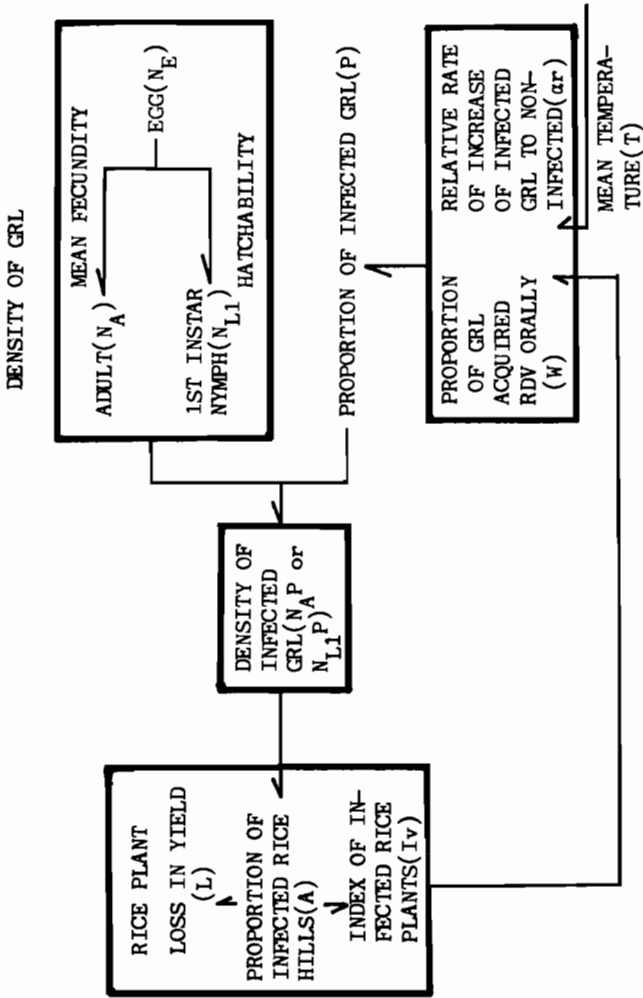 DENSITY OF GRL
MEAN FECUNDITY
ADULT(N_A)
EGG(N_E
1ST INSTAR
NYMPH(N_L1)
HATCHABILITY
DENSITY OF
INFECTED
GRL(N_AP or
N_L1P)
PROPORTION OF INFECTED GRL(P)
RICE PLANT
LOSS IN YIELD
(L)
PROPORTION OF
INFECTED RICE
HILLS(A)
INDEX OF IN-
FECTED RICE
PLANTS(Iv)
PROPORTION
OF GRL
ACQUIRED
RDV ORALLY
(W)
RELATIVE RATE
OF INCREASE
OF INFECTED
GRL TO NON-
INFECTED(αr)
MEAN TEMPERA-
TURE(T)